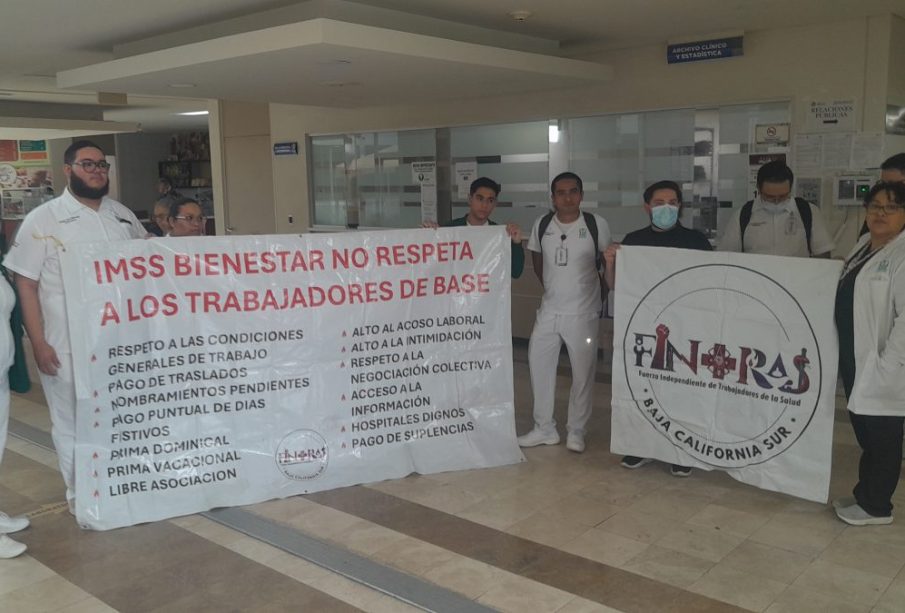 ARCHIVO CLÍNICO
Y ESTADÍSTICA
RELACIONES
PÚBLICAS
IMSS BIENESTAR NO RESPETA
A LOS TRABAJADORES DE BASE
RESPETO A LAS CONDICIONES
GENERALES DE TRABAJO
PAGO DE TRASLADOS
NOMBRAMIENTOS PENDIENTES
PAGO PUNTUAL DE DIAS
FISTIVOS
PRIMA DOMINIGAL
PRIMA VACACIONAL
LIBRE ASOCIACION
ALTO AL ACOSO LABORAL
ALTO A LA INTIMIDACIÓN
RESPETO A LA
NEGOCIACIÓN COLECTIVA
ACCESO A LA
INFORMACIÓN
HOSPITALES DIGNOS
PAGO DE SUPLENCIAS
FINTRAS
BAJA CALIFORNIA SUR
FINTRAS
Fuerza Independiente de Trabajadores de la Salud
• BAJA CALIFORNIA SUR •